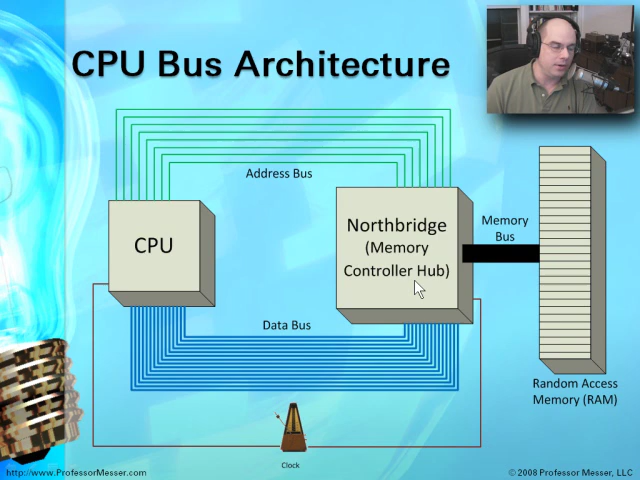 CPU Bus Architecture
Address Bus
CPU
Northbridge
(Memory
Controller Hub)
Memory
Bus
Data Bus
Random Access
Memory (RAM)
Clock
http://www.ProfessorMesser.com
© 2008 Professor Messer, LLC